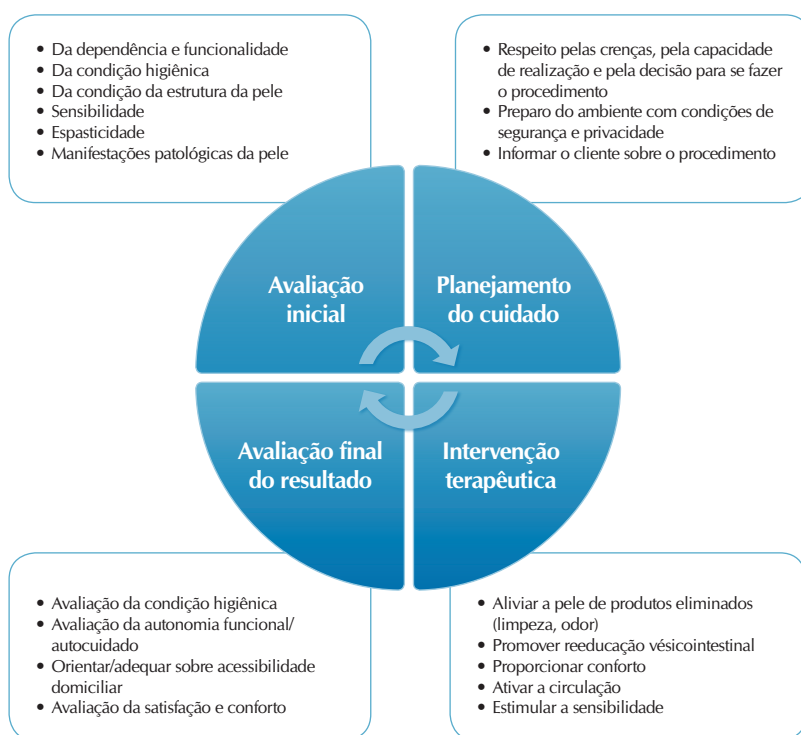 • Da dependência e funcionalidade
• Da condição higiênica
• Da condição da estrutura da pele
• Sensibilidade
• Espasticidade
• Manifestações patológicas da pele
• Respeito pelas crenças, pela capacidade
de realização e pela decisão para se fazer
o procedimento
• Preparo do ambiente com condições de
segurança e privacidade
• Informar o cliente sobre o procedimento
Avaliação
inicial
Planejamento
do cuidado
Avaliação final
do resultado
Intervenção
terapêutica
• Avaliação da condição higiênica
• Avaliação da autonomia funcional/
autocuidado
• Orientar/adequar sobre acessibilidade
domiciliar
• Avaliação da satisfação e conforto
• Aliviar a pele de produtos eliminados
(limpeza, odor)
• Promover reeducação vésicointestinal
• Proporcionar conforto
• Ativar a circulação
• Estimular a sensibilidade